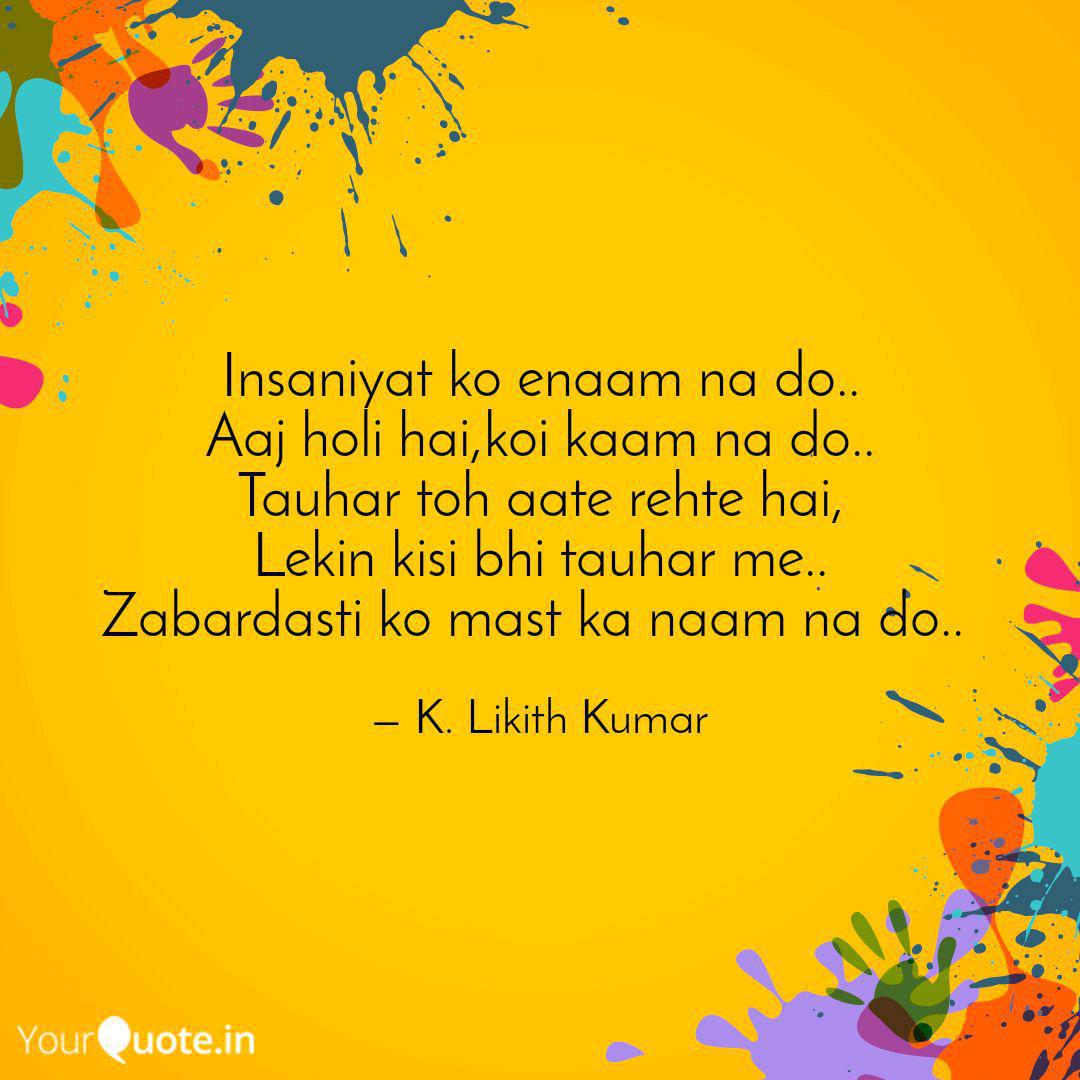 Insaniyat ko enaam na do..
Aaj holi hai,koi kaam na do..
Tauhar toh aate rehte hai,
Lekin kisi bhi tauhar me..
Zabardasti ko mast ka naam na do..
– K. Likith Kumar
YourQuote.in